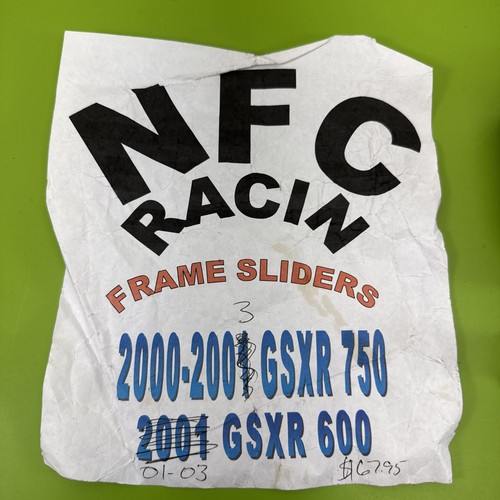 NFC
RACIN
FRAME SLIDERS
3
2000-2001 GSXR 750
2001 GSXR 600
01-03
$67.95